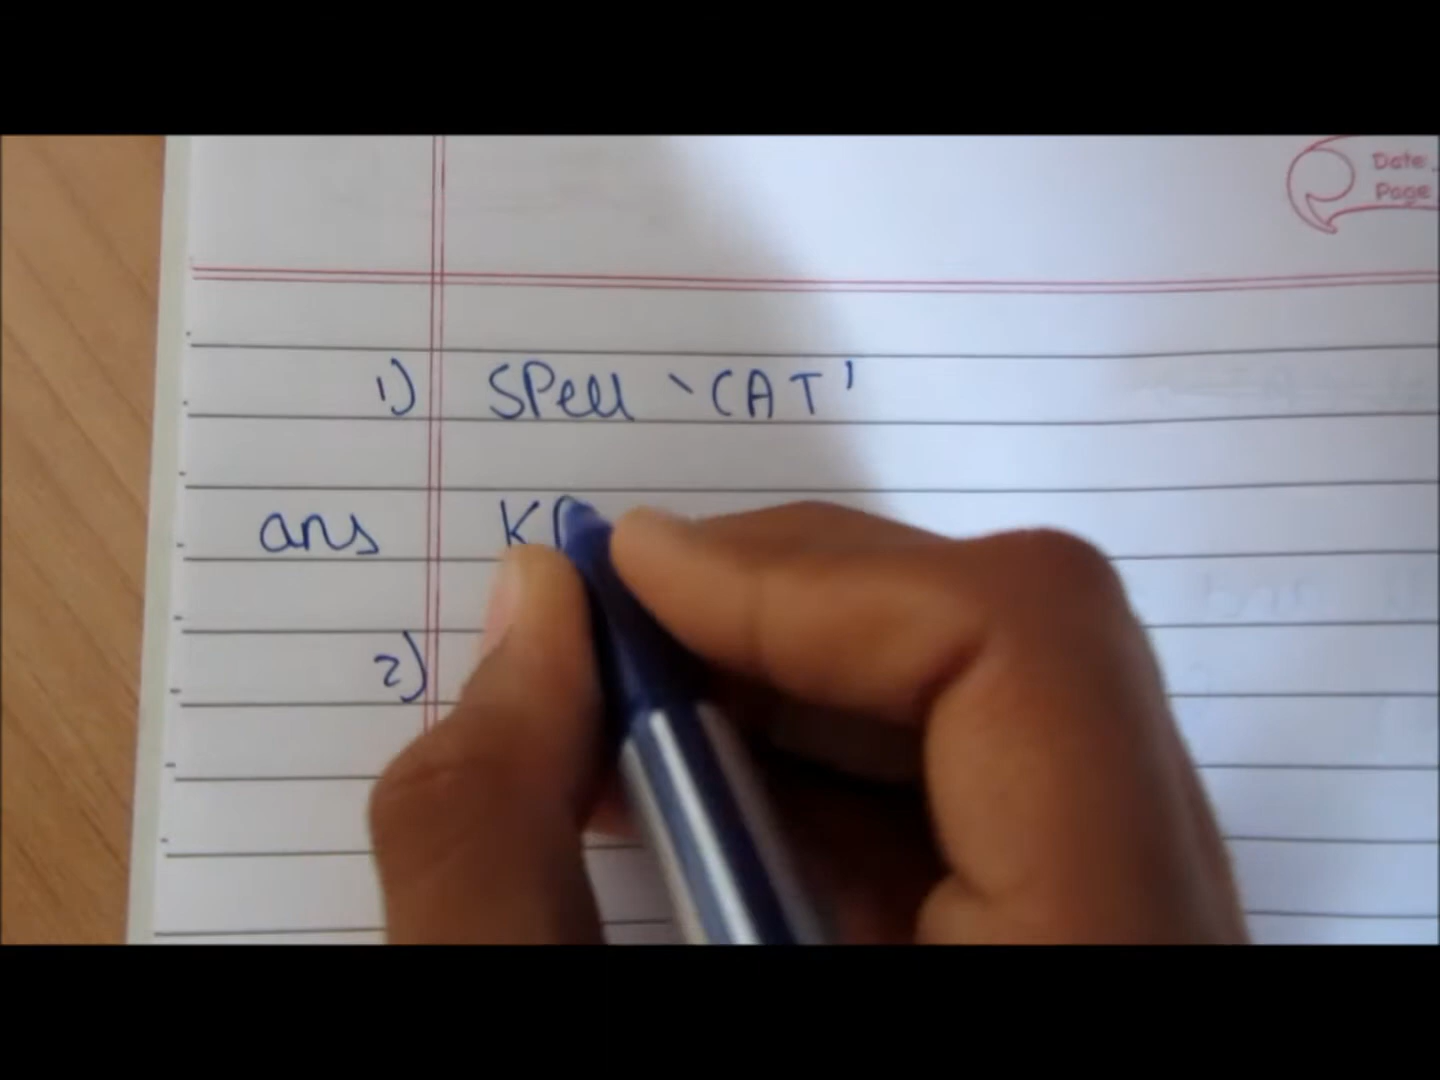 Date
Page
1) SPell 'CAT'
ans K
2)